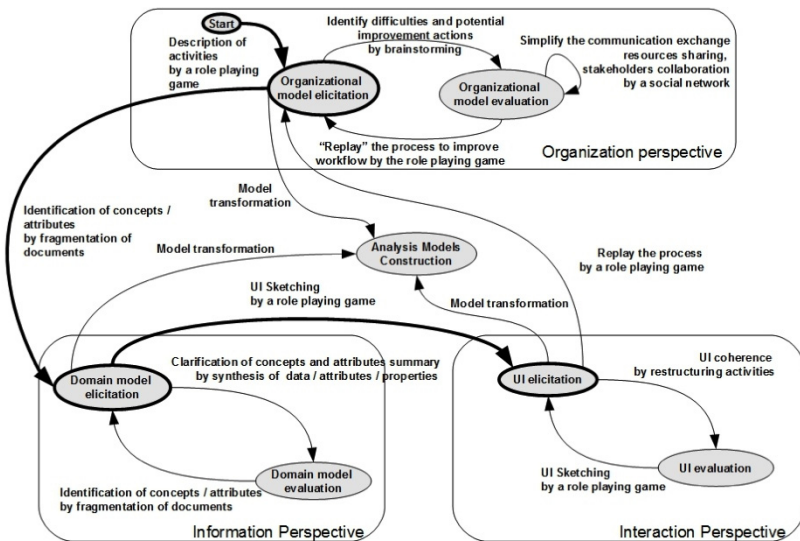 Start
Description of
activities
by a role playing
game
Identify difficulties and potential
improvement actions
by brainstorming
Simplify the communication exchange
resources sharing,
stakeholders collaboration
by a social network
Organizational
model elicitation
Organizational
model evaluation
“Replay” the process to improve
workflow by the role playing game
Organization perspective
Identification of concepts /
attributes
by fragmentation of
documents
Model
transformation
Model transformation
Analysis Models
Construction
Replay the process
by a role playing game
UI Sketching
by a role playing game
Model transformation
Clarification of concepts and attributes summary
by synthesis of data / attributes / properties
Domain model
elicitation
Domain model
evaluation
Identification of concepts / attributes
by fragmentation of documents
Information Perspective
UI elicitation
UI coherence
by restructuring activities
UI evaluation
UI Sketching
by a role playing game
Interaction Perspective